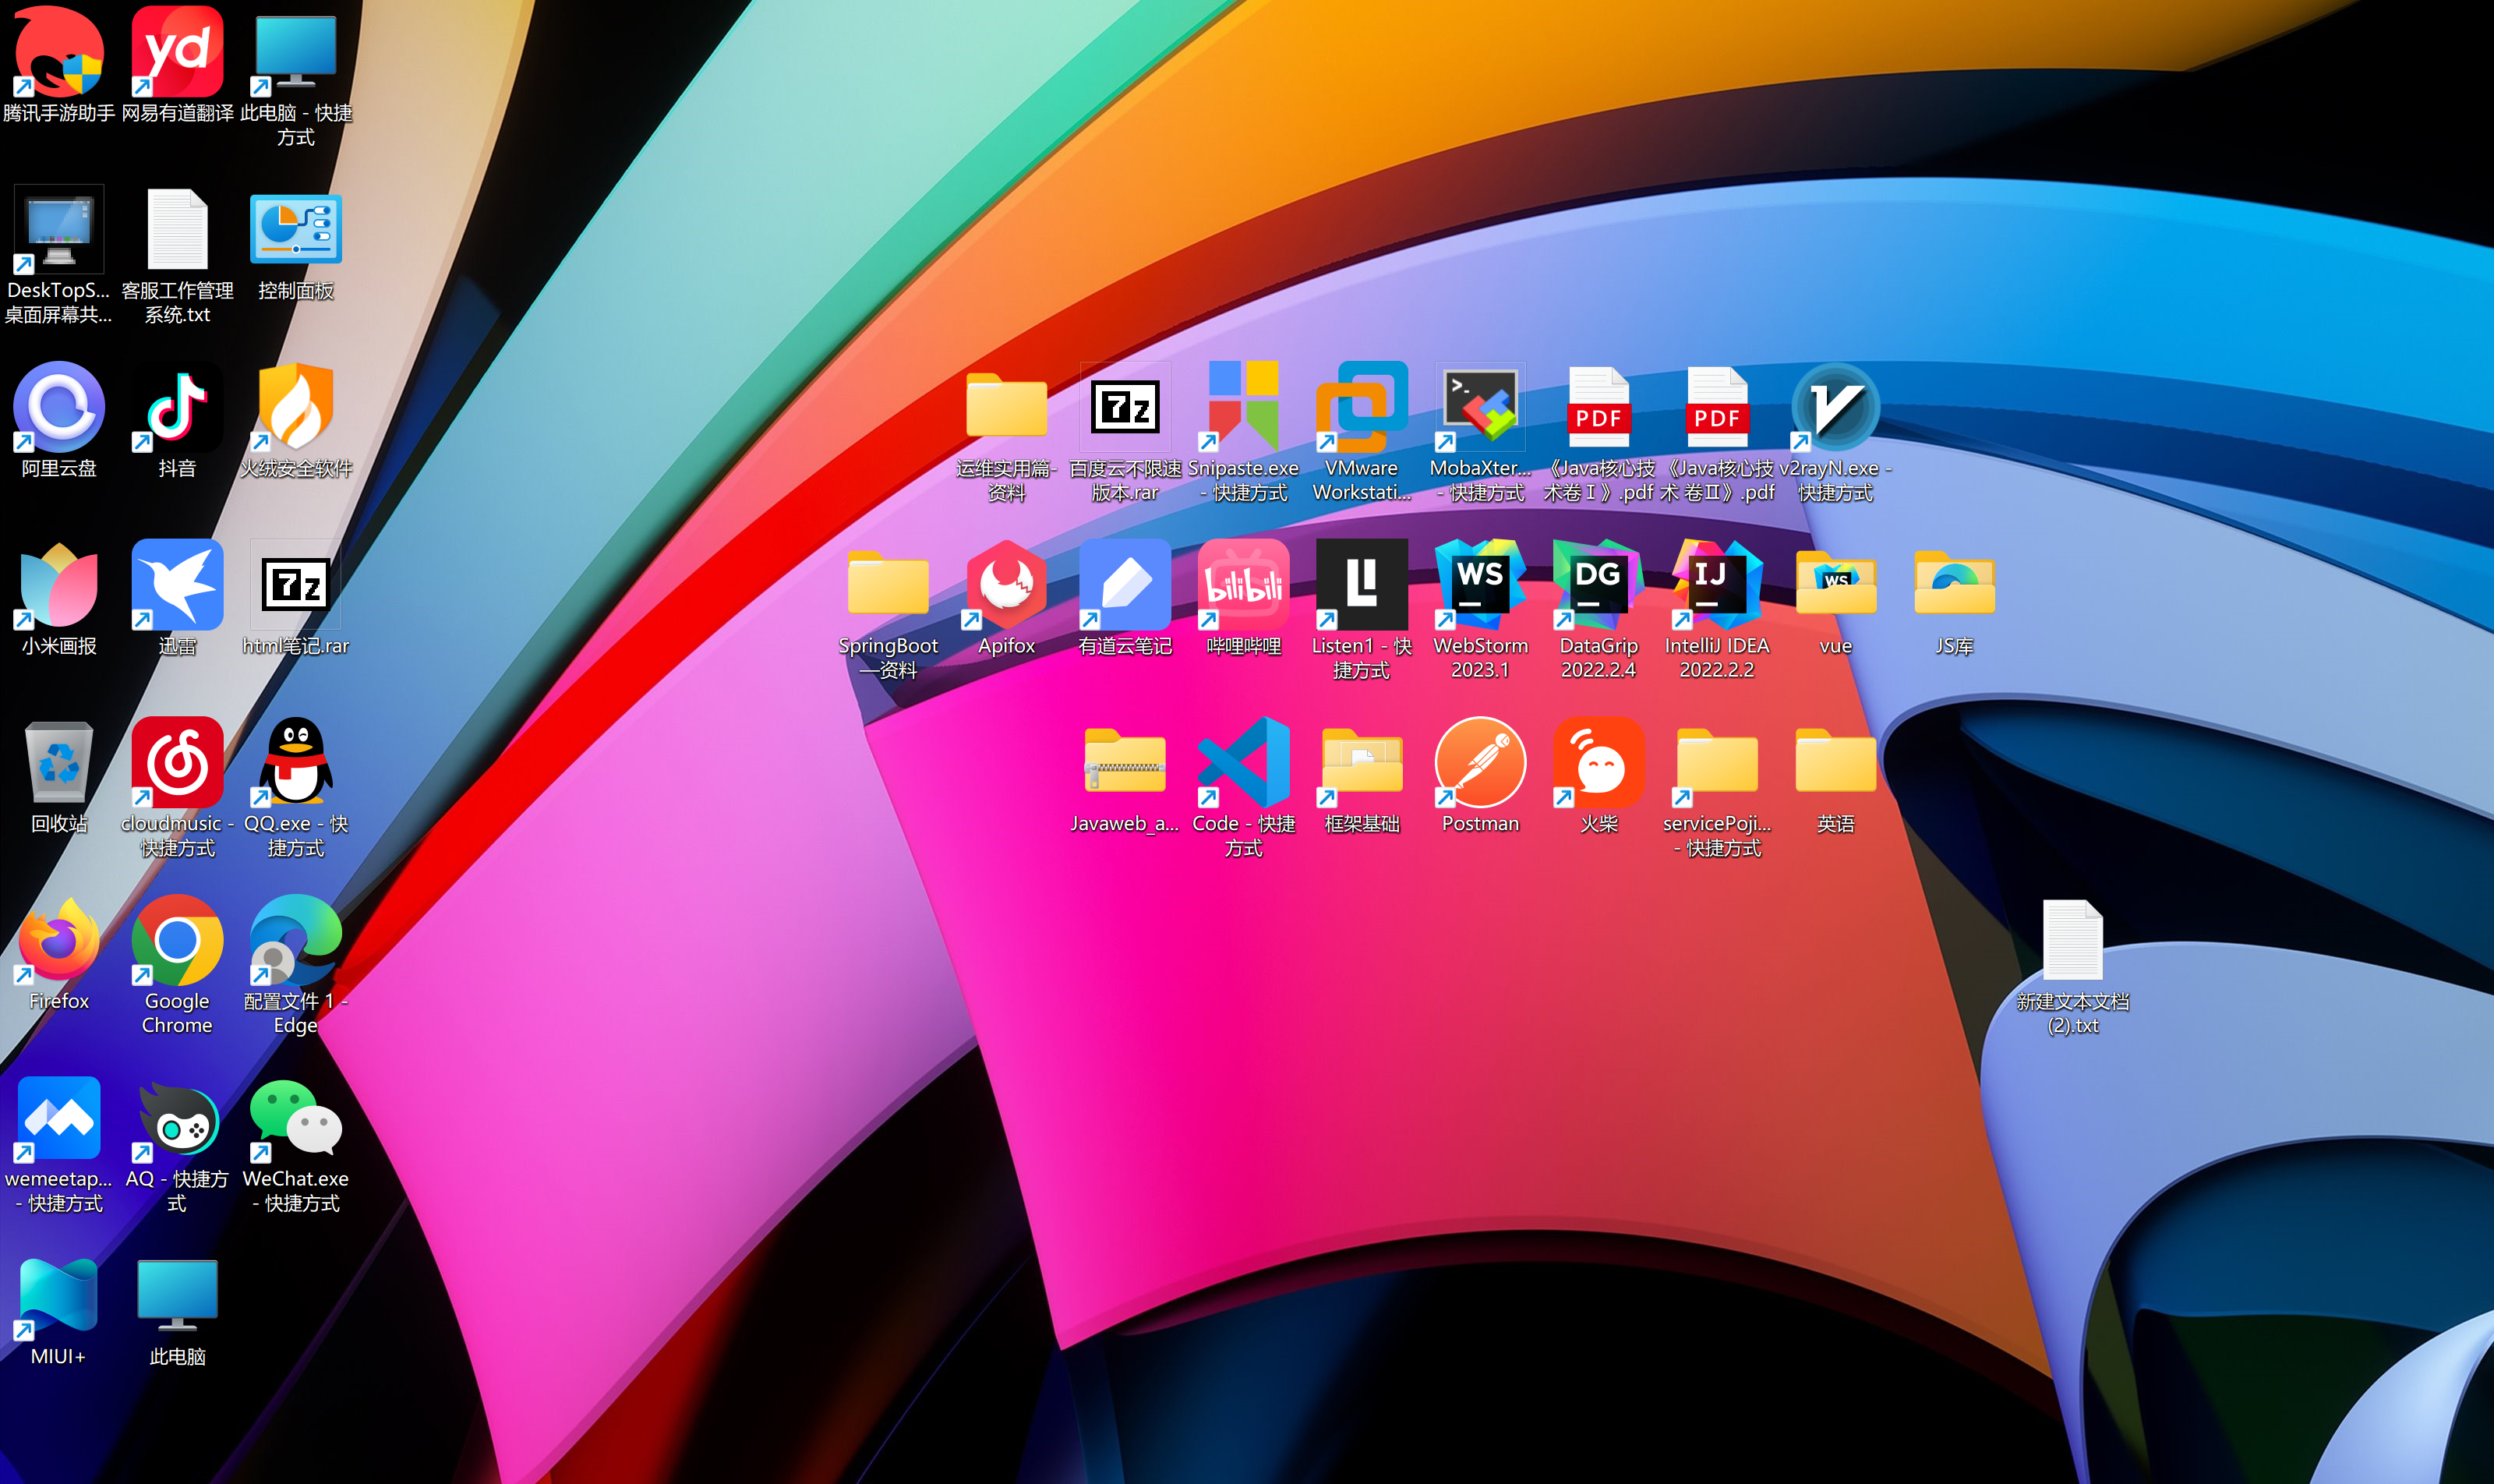 腾讯手游助手
网易有道翻译
此电脑 - 快捷
方式
DeskTopS...
桌面屏幕共...
客服工作管理
系统.txt
控制面板
阿里云盘
抖音
火绒安全软件
运维实用篇-
资料
百度云不限速
版本.rar
Snipaste.exe
- 快捷方式
VMware
Workstati...
MobaXter...
- 快捷方式
PDF
《Java核心技
术卷Ⅰ》.pdf
PDF
《Java核心技
术 卷Ⅱ》.pdf
v2rayN.exe -
快捷方式
小米画报
迅雷
html笔记.rar
SpringBoot
—资料
Apifox
有道云笔记
哔哩哔哩
Listen1 - 快
捷方式
WebStorm
2023.1
DataGrip
2022.2.4
IntelliJ IDEA
2022.2.2
vue
JS库
回收站
cloudmusic -
快捷方式
QQ.exe - 快
捷方式
Javaweb_a...
Code - 快捷
方式
框架基础
Postman
火柴
servicePoji...
- 快捷方式
英语
Firefox
Google
Chrome
配置文件 1 -
Edge
新建文本文档
(2).txt
wemeetap...
- 快捷方式
AQ - 快捷方
式
WeChat.exe
- 快捷方式
MIUI+
此电脑
yd
7z
7z
bilibili
WS
DG
IJ
WS